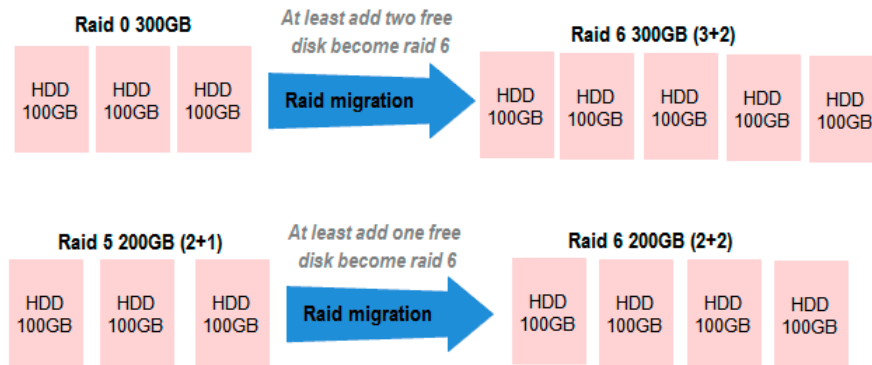 Raid 0 300GB
At least add two free
disk become raid 6
Raid 6 300GB (3+2)
HDD
100GB
HDD
100GB
HDD
100GB
Raid migration
HDD
100GB
HDD
100GB
HDD
100GB
HDD
100GB
HDD
100GB
Raid 5 200GB (2+1)
At least add one free
disk become raid 6
Raid 6 200GB (2+2)
HDD
100GB
HDD
100GB
HDD
100GB
Raid migration
HDD
100GB
HDD
100GB
HDD
100GB
HDD
100GB